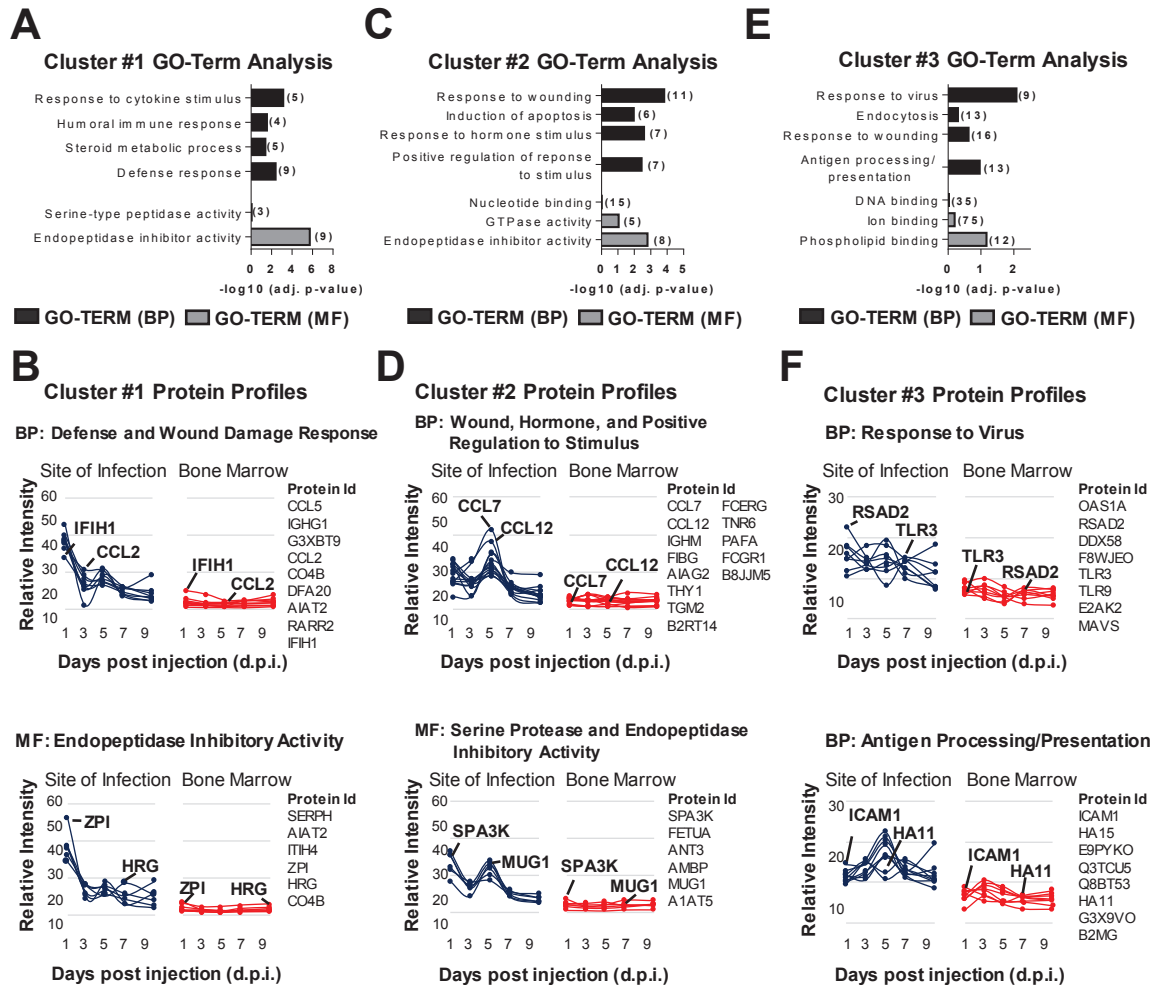 A
Cluster #1 GO-Term Analysis
Response to cytokine stimulus (5)
Humoral immune response (4)
Steroid metabolic process (5)
Defense response (9)
Serine-type peptidase activity (3)
Endopeptidase inhibitor activity (9)
0 2 4 6 8
-log10 (adj. p-value)
GO-TERM (BP) GO-TERM (MF)
C
Cluster #2 GO-Term Analysis
Response to wounding (11)
Induction of apoptosis (6)
Response to hormone stimulus (7)
Positive regulation of reponse
to stimulus (7)
Nucleotide binding (15)
GTPase activity (5)
Endopeptidase inhibitor activity (8)
0 1 2 3 4 5
-log10 (adj. p-value)
GO-TERM (BP) GO-TERM (MF)
E
Cluster #3 GO-Term Analysis
Response to virus (9)
Endocytosis (13)
Response to wounding (16)
Antigen processing/
presentation (13)
DNA binding (35)
Ion binding (75)
Phospholipid binding (12)
0 1 2
-log10 (adj. p-value)
GO-TERM (BP) GO-TERM (MF)
B
Cluster #1 Protein Profiles
BP: Defense and Wound Damage Response
Site of Infection Bone Marrow
Relative Intensity
60
50
40
30
20
10
IFIH1
CCL2
IFIH1
CCL2
1 3 5 7 9 1 3 5 7 9
Days post injection (d.p.i.)
Protein Id
CCL5
IGHG1
G3XBT9
CCL2
CO4B
DFA20
AIAT2
RARR2
IFIH1
MF: Endopeptidase Inhibitory Activity
Site of Infection Bone Marrow
Relative Intensity
60
50
40
30
20
10
ZPI
HRG
ZPI
HRG
1 3 5 7 9 1 3 5 7 9
Days post injection (d.p.i.)
Protein Id
SERPH
AIAT2
ITIH4
ZPI
HRG
CO4B
D
Cluster #2 Protein Profiles
BP: Wound, Hormone, and Positive
Regulation to Stimulus
Site of Infection Bone Marrow
Relative Intensity
60
50
40
30
20
10
CCL7
CCL12
CCL7
CCL12
1 3 5 7 9 1 3 5 7 9
Days post injection (d.p.i.)
Protein Id
CCL7 FCERG
CCL12 TNR6
IGHM PAFA
FIBG FCGR1
AIAG2 B8JJM5
THY1
TGM2
B2RT14
MF: Serine Protease and Endopeptidase
Inhibitory Activity
Site of Infection Bone Marrow
Relative Intensity
60
50
40
30
20
10
SPA3K
MUG1
SPA3K
MUG1
1 3 5 7 9 1 3 5 7 9
Days post injection (d.p.i.)
Protein Id
SPA3K
FETUA
ANT3
AMBP
MUG1
A1AT5
F
Cluster #3 Protein Profiles
BP: Response to Virus
Site of Infection Bone Marrow
Relative Intensity
30
20
10
RSAD2
TLR3
TLR3
RSAD2
1 3 5 7 9 1 3 5 7 9
Days post injection (d.p.i.)
Protein Id
OAS1A
RSAD2
DDX58
F8WJEO
TLR3
TLR9
E2AK2
MAVS
BP: Antigen Processing/Presentation
Site of Infection Bone Marrow
Relative Intensity
30
20
10
ICAM1
HA11
ICAM1
HA11
1 3 5 7 9 1 3 5 7 9
Days post injection (d.p.i.)
Protein Id
ICAM1
HA15
E9PYKO
Q3TCU5
Q8BT53
HA11
G3X9VO
B2MG